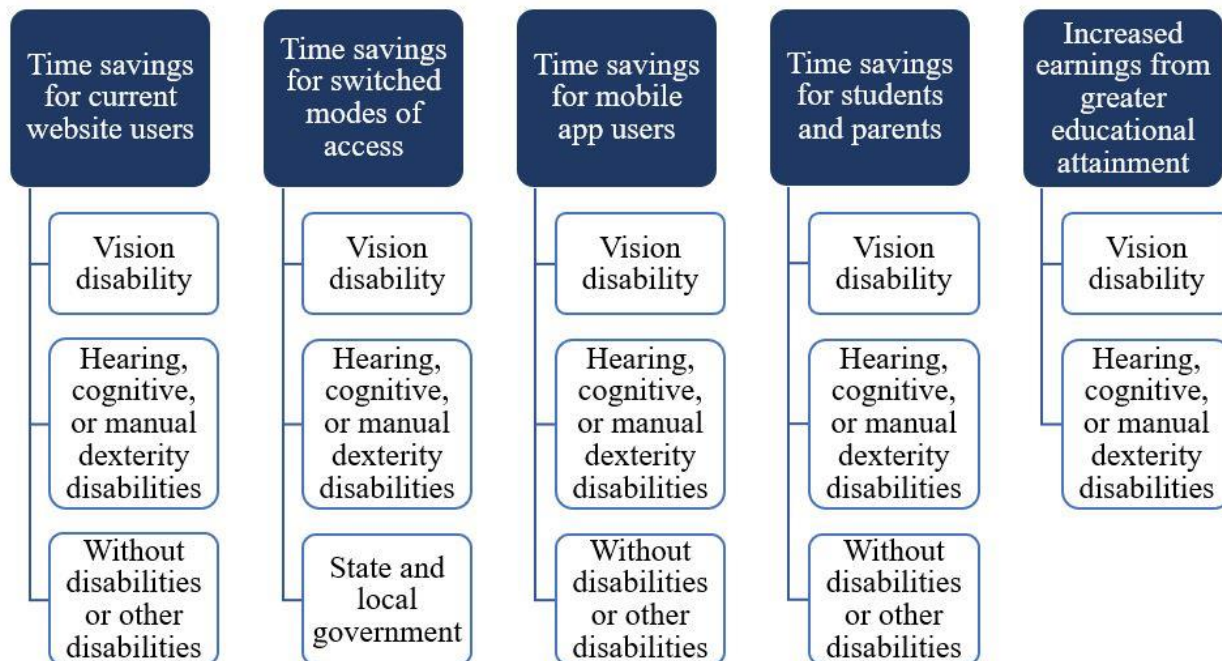 Time savings
for current
website users
Vision
disability
Hearing,
cognitive,
or manual
dexterity
disabilities
Without
disabilities
or other
disabilities
Time savings
for switched
modes of
access
Vision
disability
Hearing,
cognitive,
or manual
dexterity
disabilities
State and
local
government
Time savings
for mobile
app users
Vision
disability
Hearing,
cognitive,
or manual
dexterity
disabilities
Without
disabilities
or other
disabilities
Time savings
for students
and parents
Vision
disability
Hearing,
cognitive,
or manual
dexterity
disabilities
Without
disabilities
or other
disabilities
Increased
earnings from
greater
educational
attainment
Vision
disability
Hearing,
cognitive,
or manual
dexterity
disabilities